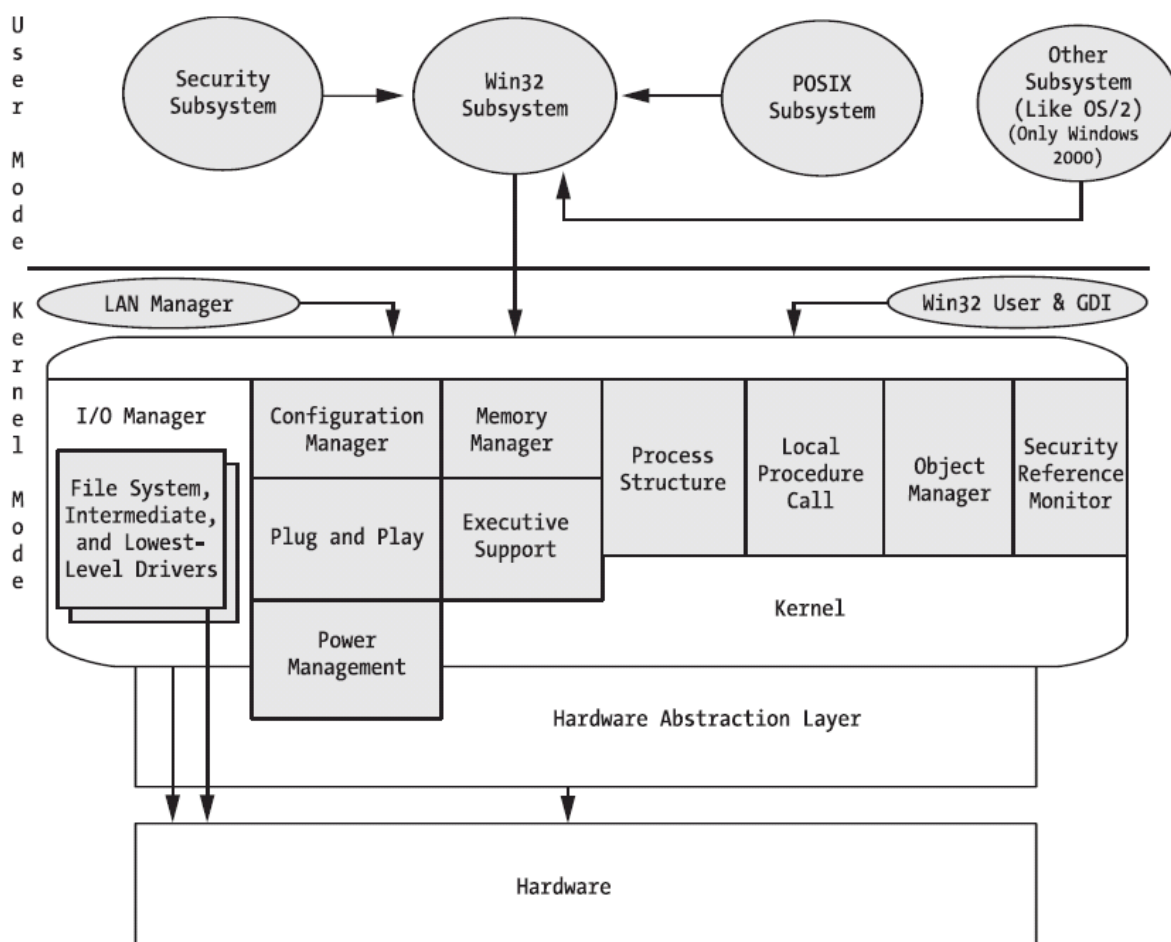 User Mode
Security
Subsystem
Win32
Subsystem
POSIX
Subsystem
Other
Subsystem
(Like OS/2)
(Only Windows
2000)
Kernel Mode
LAN Manager
Win32 User & GDI
I/O Manager
File System,
Intermediate,
and Lowest-
Level Drivers
Configuration
Manager
Plug and Play
Power
Management
Memory
Manager
Executive
Support
Process
Structure
Local
Procedure
Call
Object
Manager
Security
Reference
Monitor
Kernel
Hardware Abstraction Layer
Hardware